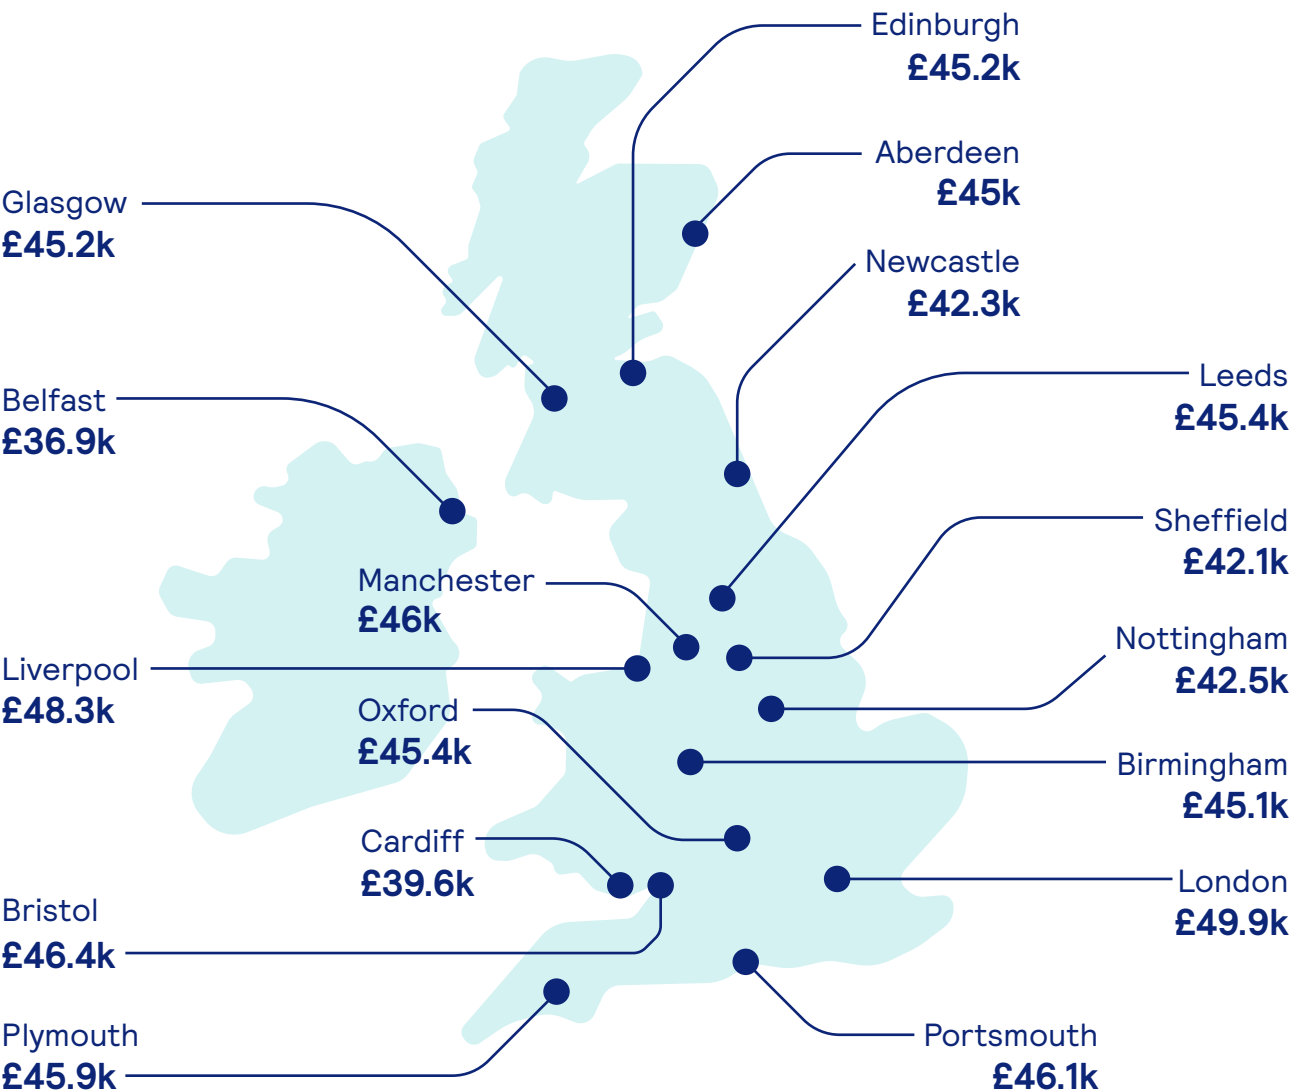 Edinburgh
£45.2k
Aberdeen
£45k
Glasgow
£45.2k
Newcastle
£42.3k
Leeds
£45.4k
Belfast
£36.9k
Sheffield
£42.1k
Manchester
£46k
Nottingham
£42.5k
Liverpool
£48.3k
Oxford
£45.4k
Birmingham
£45.1k
Cardiff
£39.6k
London
£49.9k
Bristol
£46.4k
Plymouth
£45.9k
Portsmouth
£46.1k